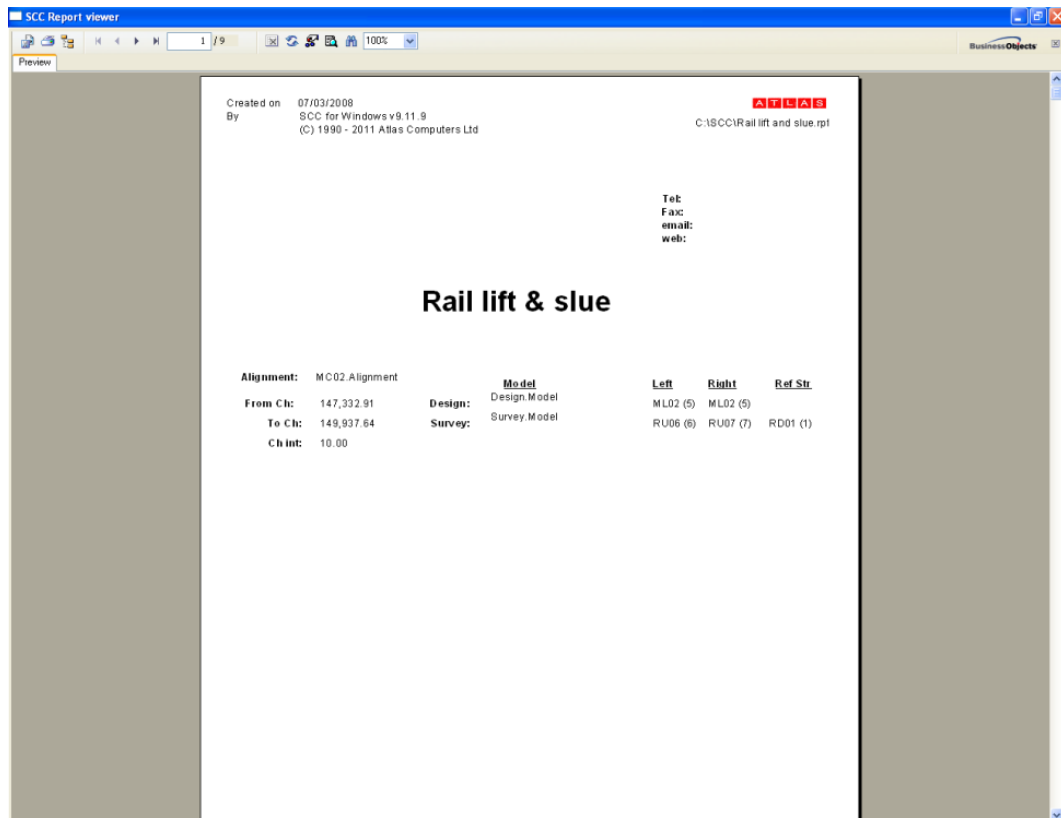 SCC Report viewer
1 /9 100% BusinessObjects
Preview
Created on 07/03/2008 ATLAS
By SCC for Windows v9.11.9
C:\SCC\Rail lift and slue.rpt
(C) 1990 - 2011 Atlas Computers Ltd
Tel:
Fax:
email:
web:
Rail lift & slue
Alignment: MC02.Alignment Model Left Right Ref Str
From Ch: 147,332.91 Design: Design.Model ML02 (5) ML02 (5)
To Ch: 149,937.64 Survey: Survey.Model RU06 (6) RU07 (7) RD01 (1)
Ch int: 10.00